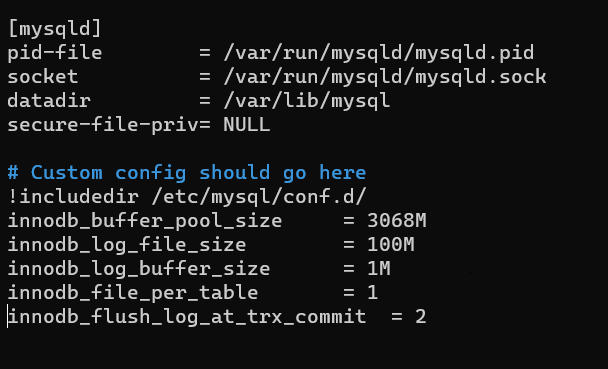 [mysqld]
pid-file        = /var/run/mysqld/mysqld.pid
socket          = /var/run/mysqld/mysqld.sock
datadir         = /var/lib/mysql
secure-file-priv= NULL
# Custom config should go here
!includedir /etc/mysql/conf.d/
innodb_buffer_pool_size     = 3068M
innodb_log_file_size        = 100M
innodb_log_buffer_size      = 1M
innodb_file_per_table       = 1
innodb_flush_log_at_trx_commit  = 2